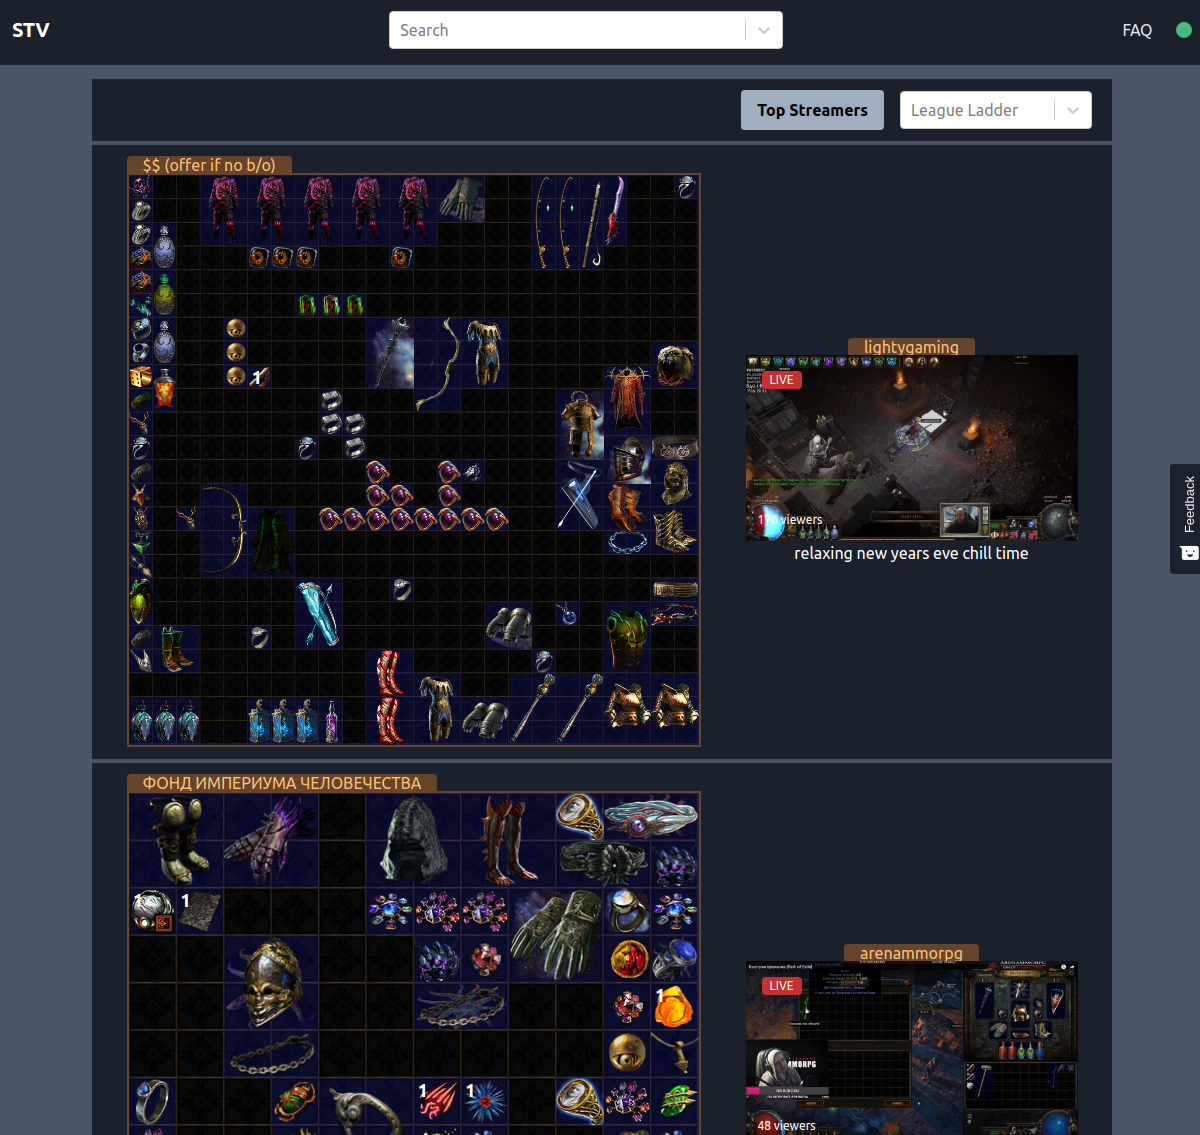 STV
Search
FAQ
Top Streamers
League Ladder
$$ (offer if no b/o)
1
lightygaming
LIVE
viewers
relaxing new years eve chill time
Feedback
ФОНД ИМПЕРИУМА ЧЕЛОВЕЧЕСТВА
1
1
1
1
1
arenammorpg
LIVE
48 viewers